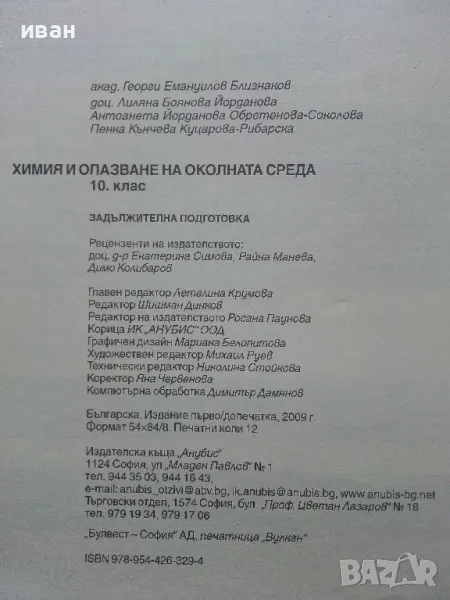 иван
акад. Георги Емануилов Близнаков
доц. Лиляна Боянова Йорданова
Антоанета Йорданова Обретенова-Соколова
Пенка Кънчева Куцарова-Рибарска
ХИМИЯ И ОПАЗВАНЕ НА ОКОЛНАТА СРЕДА
10. клас
ЗАДЪЛЖИТЕЛНА ПОДГОТОВКА
Рецензенти на издателството:
доц. д-р Екатерина Симова, Райна Манева,
Димо Колибаров
Главен редактор Летелина Крумова
Редактор Шишман Динков
Редактор на издателството Росана Паунова
Корица ИК „АНУБИС” ООД
Графичен дизайн Мариана Белопитова
Художествен редактор Михаил Руев
Технически редактор Николина Стойкова
Коректор Яна Червенова
Компютърна обработка Димитър Дамянов
Българска. Издание първо/допечатка, 2009 г.
Формат 54×84/8. Печатни коли 12
Издателска къща „Анубис”
1124 София, ул „Младен Павлов” № 1
тел. 944 35 03, 944 16 43,
e-mail: anubis_otzivi@abv.bg, ik.anubis@anubis.bg, www.anubis-bg.net
Търговски отдел, 1574 София, бул. „Проф. Цветан Лазаров” № 18
тел. 979 19 34, 979 17 06
„Булвест – София” АД, печатница „Вулкан”
ISBN 978-954-426-329-4
BAZAR